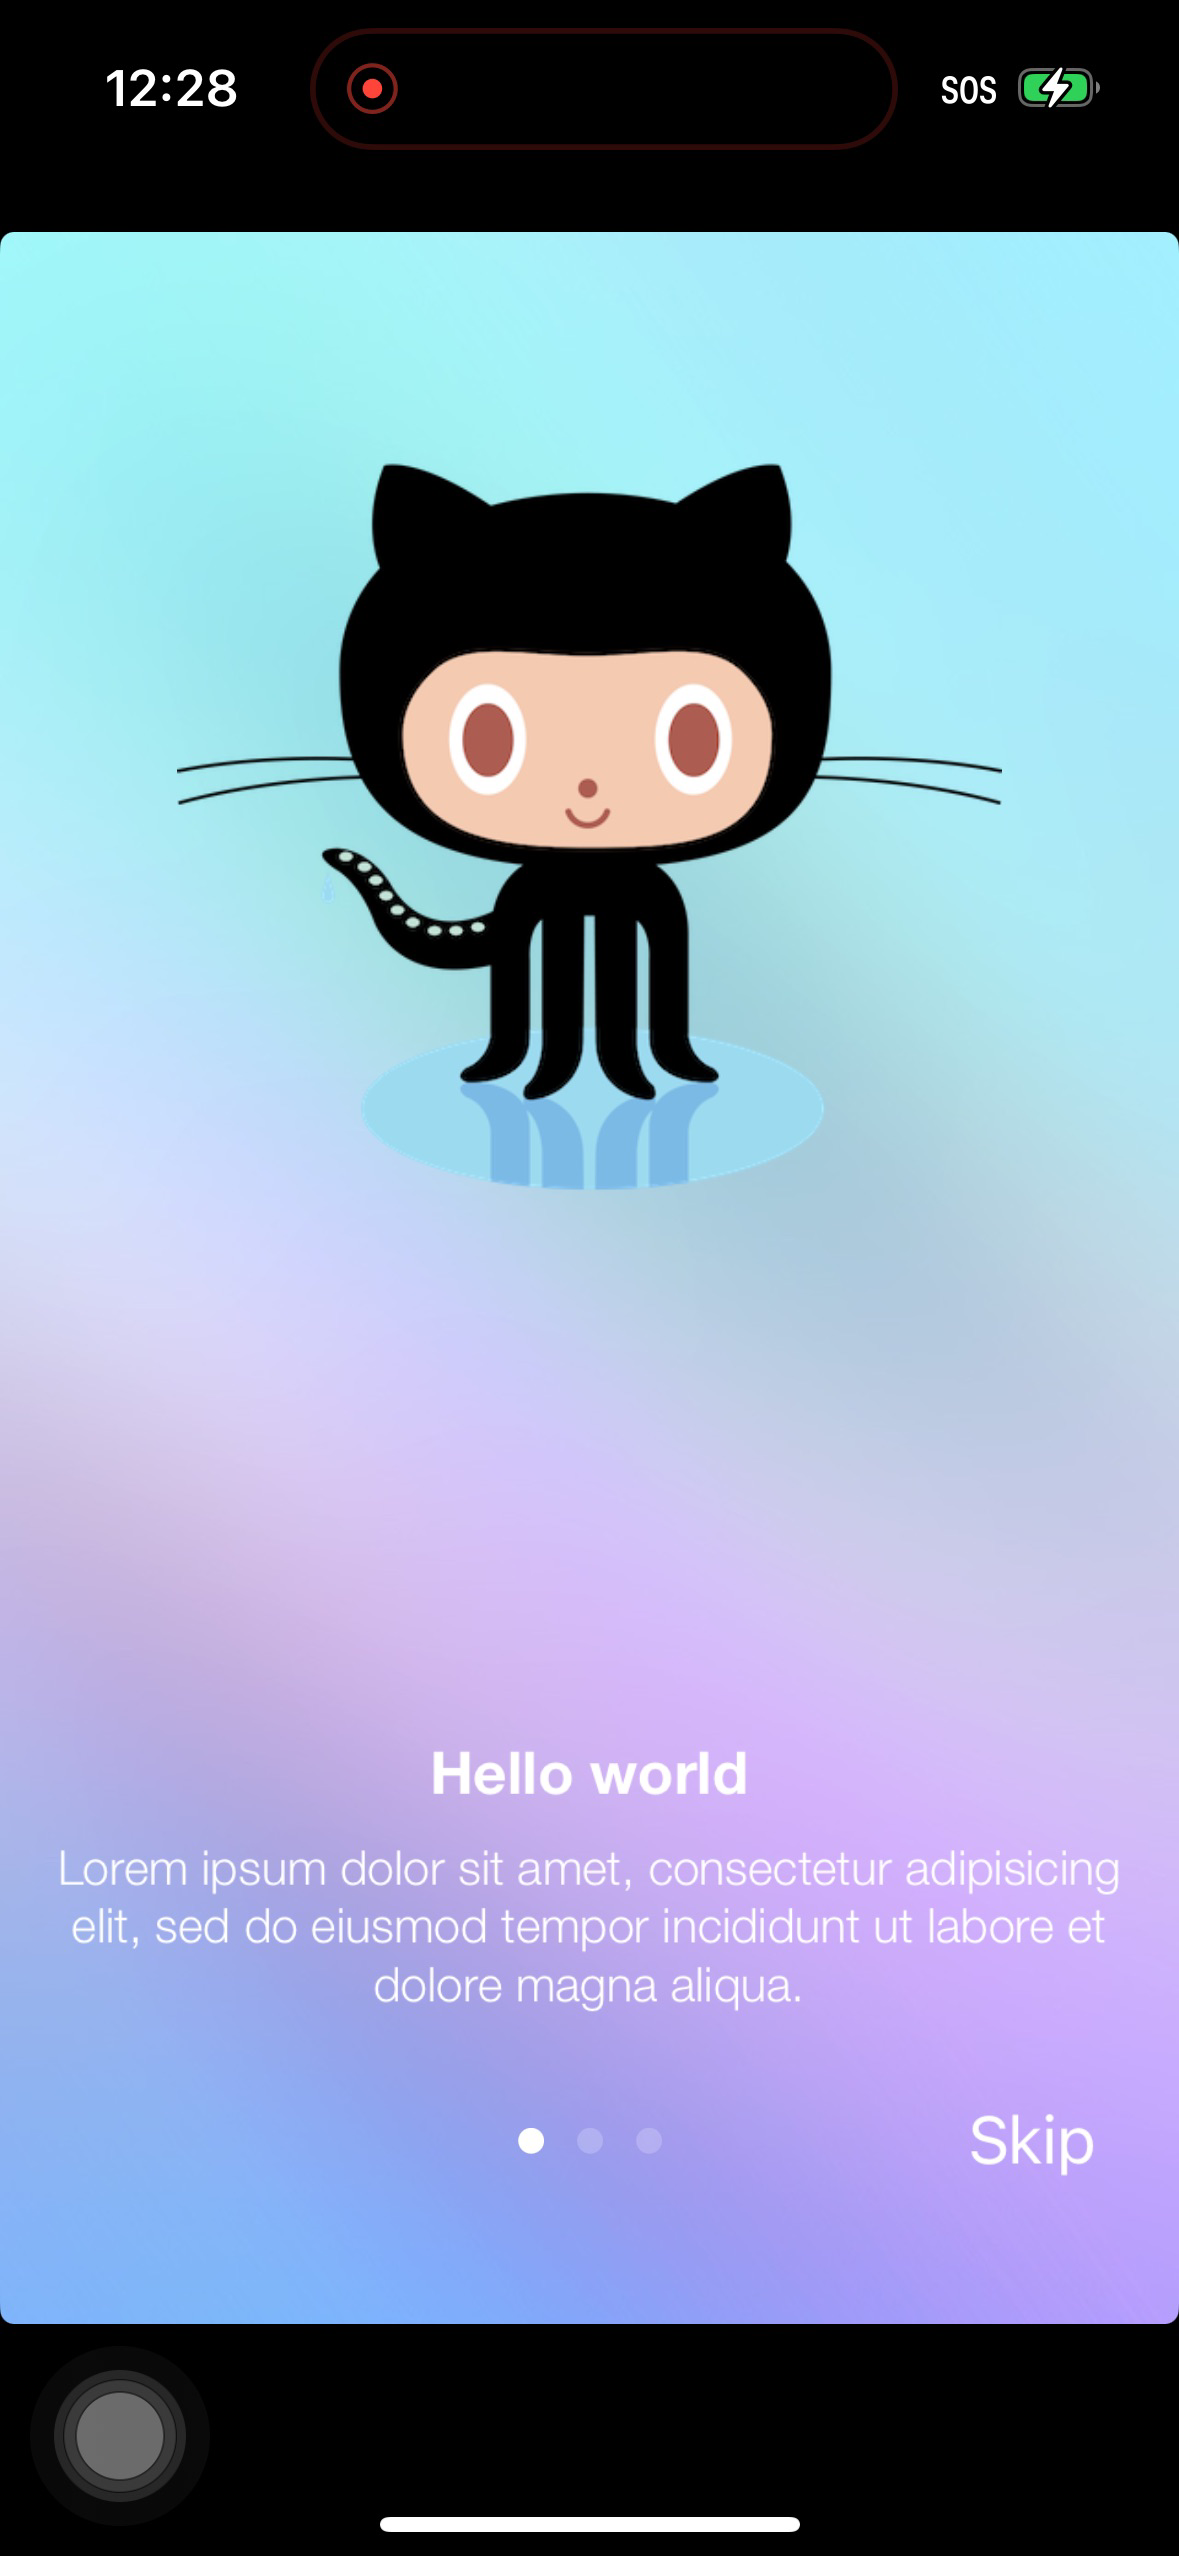 12:28
SOS
Hello world
Lorem ipsum dolor sit amet, consectetur adipisicing
elit, sed do eiusmod tempor incididunt ut labore et
dolore magna aliqua.
Skip